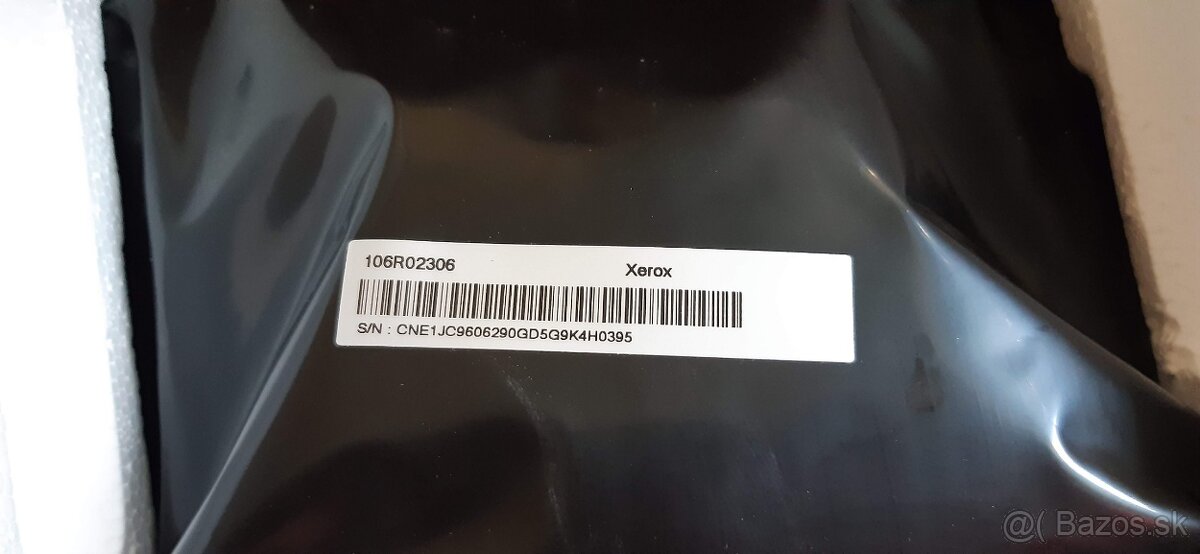 106R02306
Xerox
S/N : CNE1JC9606290GD5G9K4H0395
@( Bazos.sk